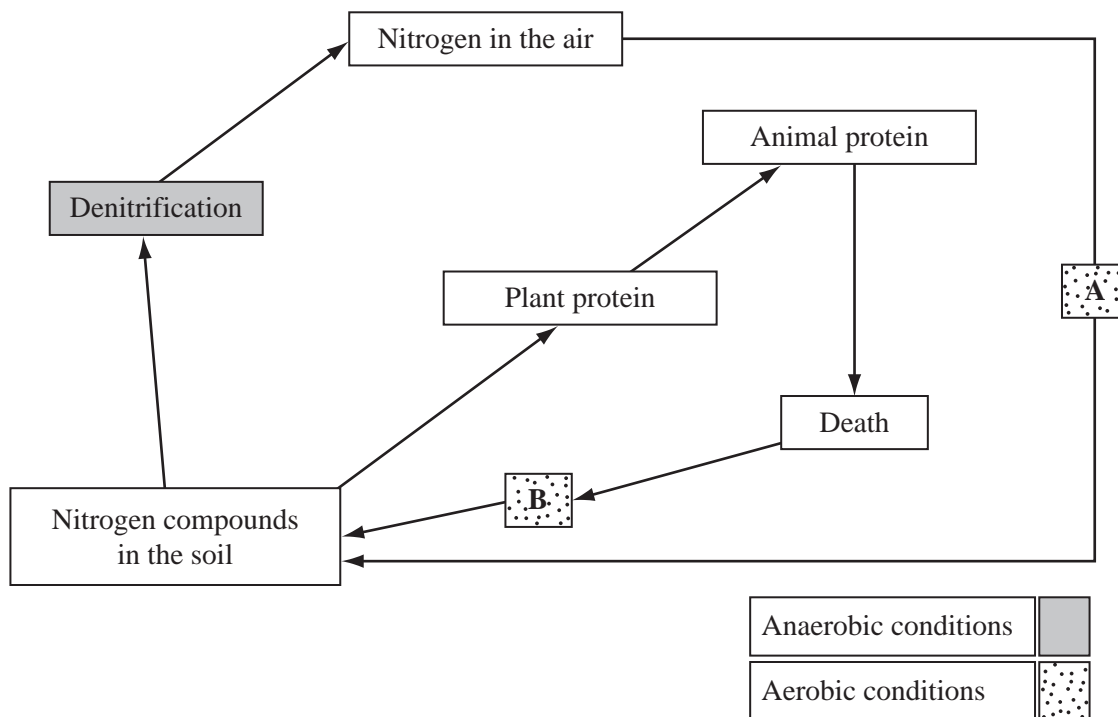 Nitrogen in the air
Animal protein
Denitrification
A
Plant protein
Death
B
Nitrogen compounds
in the soil
Anaerobic conditions
Aerobic conditions